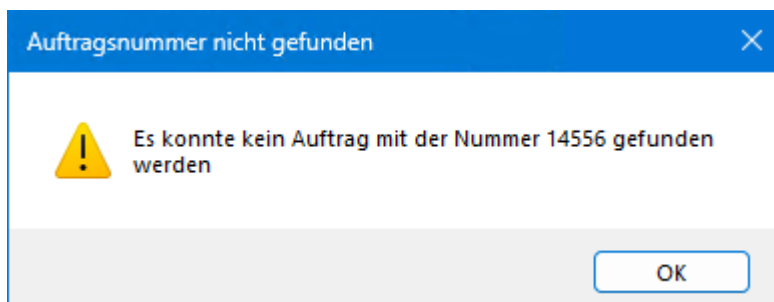 Auftragsnummer nicht gefunden
Es konnte kein Auftrag mit der Nummer 14556 gefunden
werden
OK